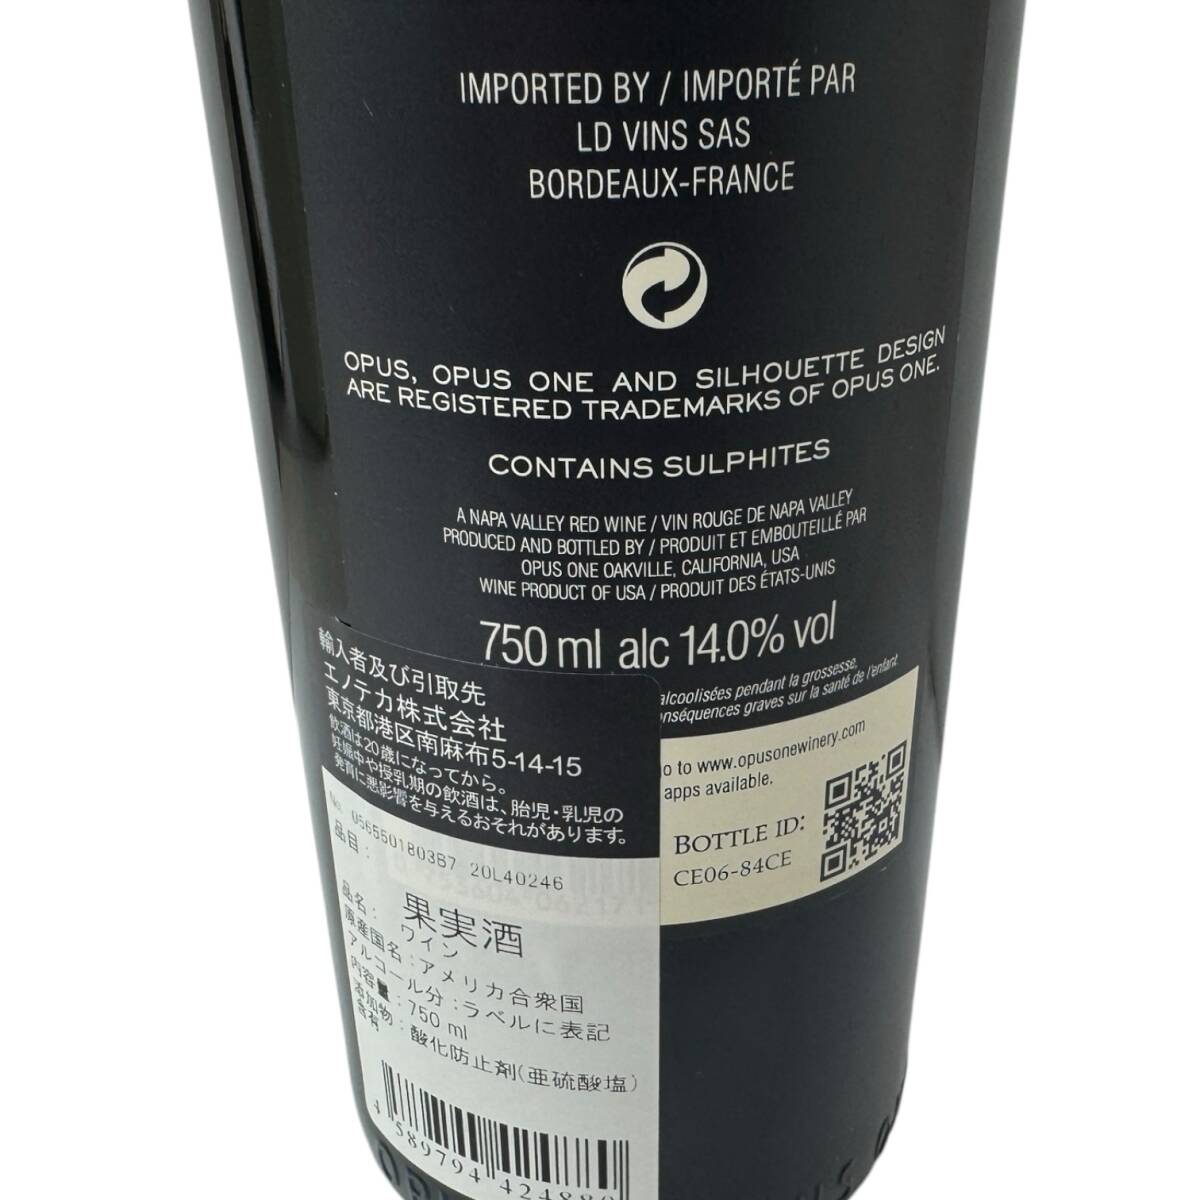 IMPORTED BY / IMPORTÉ PAR
LD VINS SAS
BORDEAUX-FRANCE
OPUS, OPUS ONE AND SILHOUETTE DESIGN
ARE REGISTERED TRADEMARKS OF OPUS ONE.
CONTAINS SULPHITES
A NAPA VALLEY RED WINE / VIN ROUGE DE NAPA VALLEY
PRODUCED AND BOTTLED BY / PRODUIT ET EMBOUTEILLÉ PAR
OPUS ONE OAKVILLE, CALIFORNIA, USA
WINE PRODUCT OF USA / PRODUIT DES ÉTATS-UNIS
750 ml alc 14.0% vol
alcoolisées pendant la grossesse,
onséquences graves sur la santé de l'enfant.
o to www.opusonewinery.com
apps available.
BOTTLE ID:
CE06-84CE
輸入者及び引取先
エノテカ株式会社
東京都港区南麻布5-14-15
飲酒は20歳になってから。
妊娠中や授乳期の飲酒は、胎児・乳児の
発育に悪影響を与えるおそれがあります。
No. 0565501803B7 20L40246
品目: 果実酒
品名: ワイン
原産国名:アメリカ合衆国
アルコール分:ラベルに表記
内容量:750 ml
添加物:酸化防止剤(亜硫酸塩)
含有
4 589794 424880